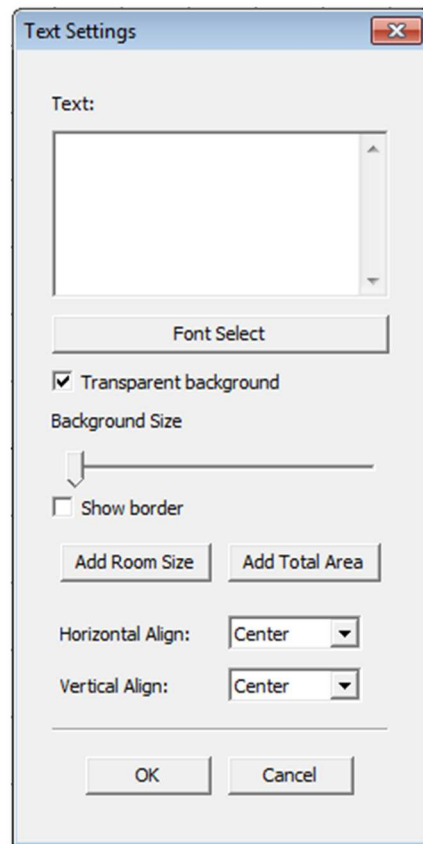 Text Settings
Text:
Font Select
Transparent background
Background Size
Show border
Add Room Size Add Total Area
Horizontal Align: Center
Vertical Align: Center
OK Cancel